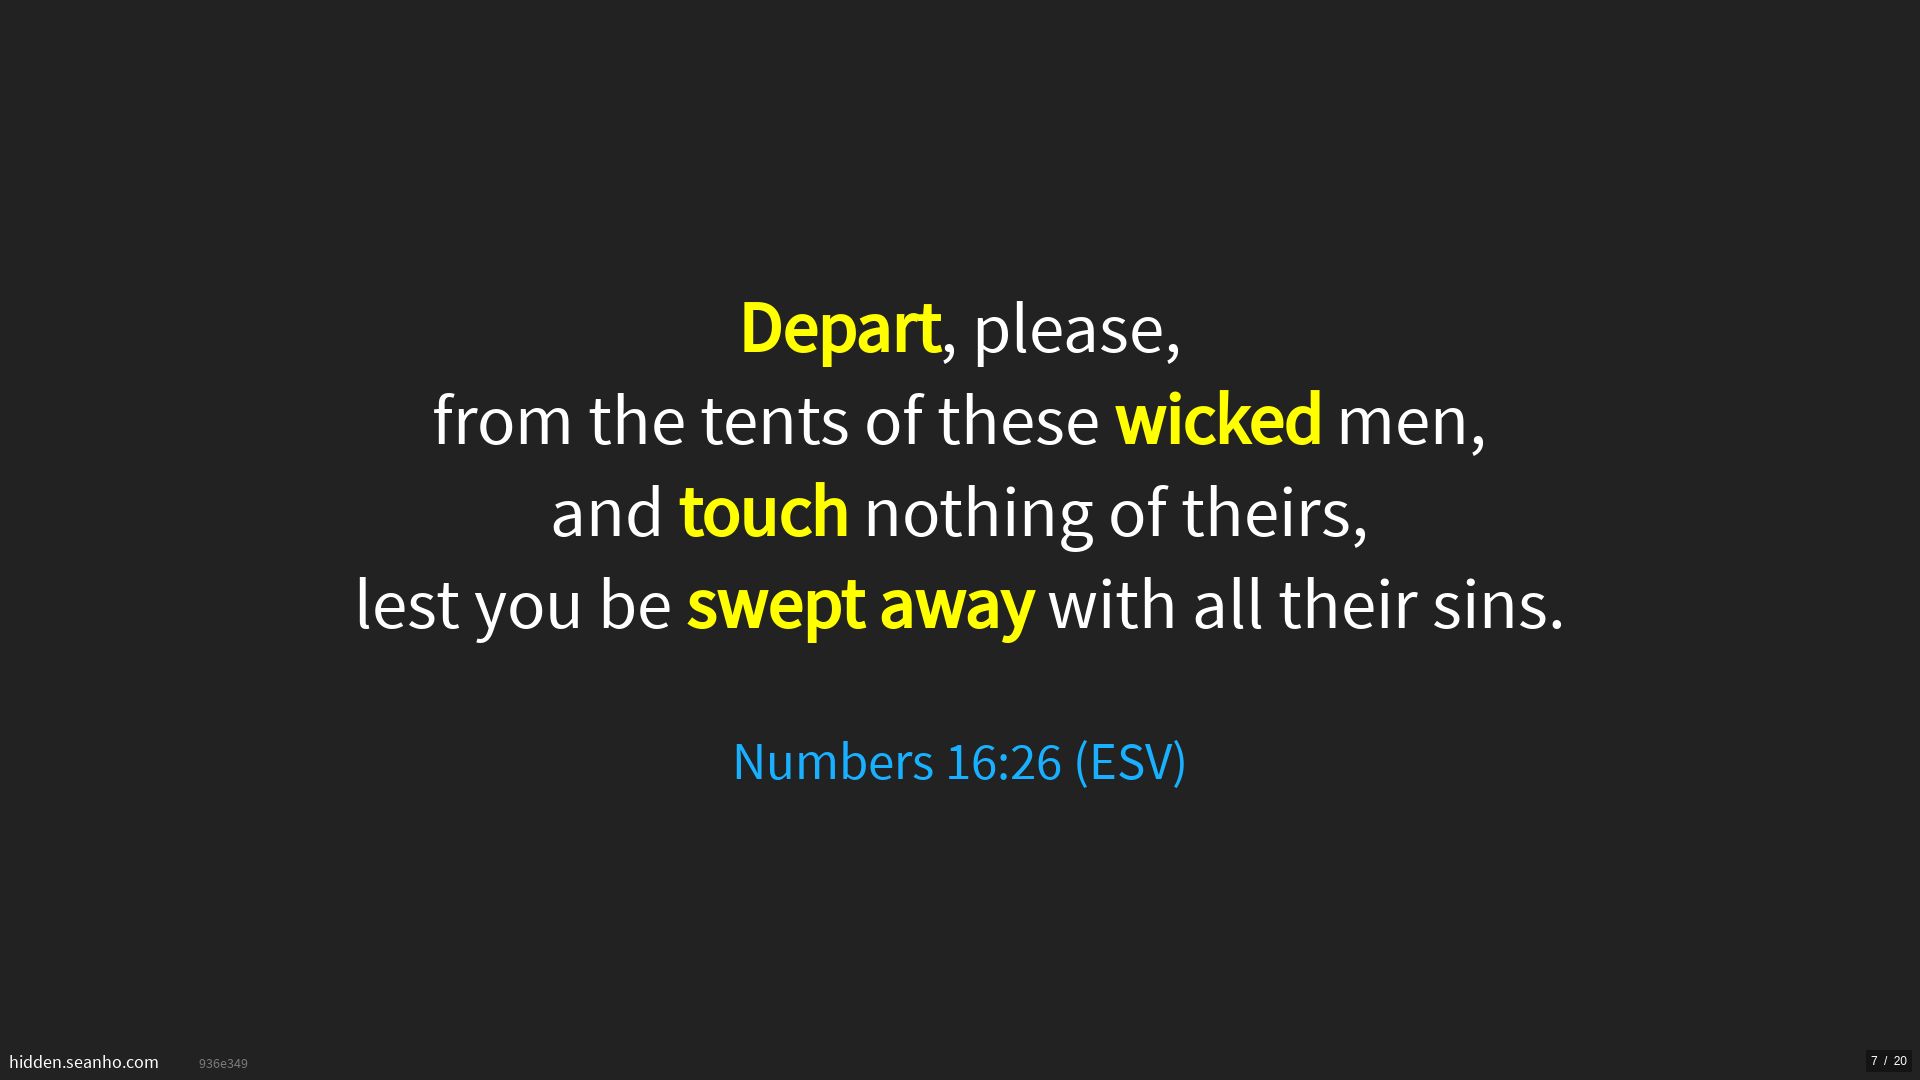 Depart, please,
from the tents of these wicked men,
and touch nothing of theirs,
lest you be swept away with all their sins.
Numbers 16:26 (ESV)
hidden.seanho.com
936e349
7 / 20